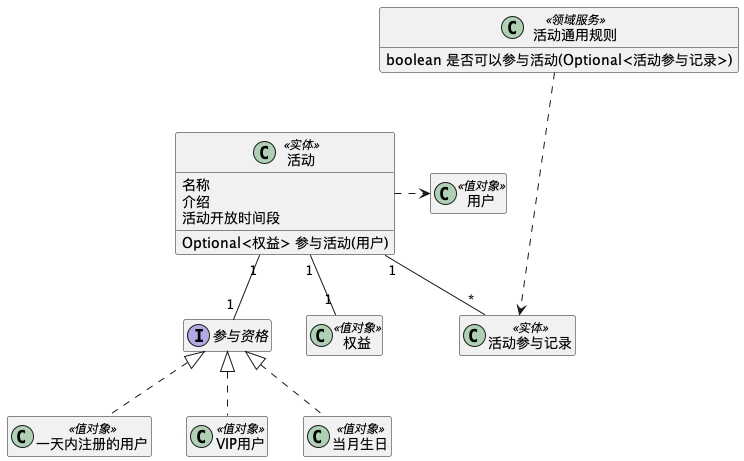 «领域服务»
C 活动通用规则
boolean 是否可以参与活动(Optional<活动参与记录>)
«实体»
C 活动
名称
介绍
活动开放时间段
Optional<权益> 参与活动(用户)
«值对象»
C 用户
1
1
1
1
1
*
I 参与资格
«值对象»
C 权益
«实体»
C 活动参与记录
«值对象»
C 一天内注册的用户
«值对象»
C VIP用户
«值对象»
C 当月生日